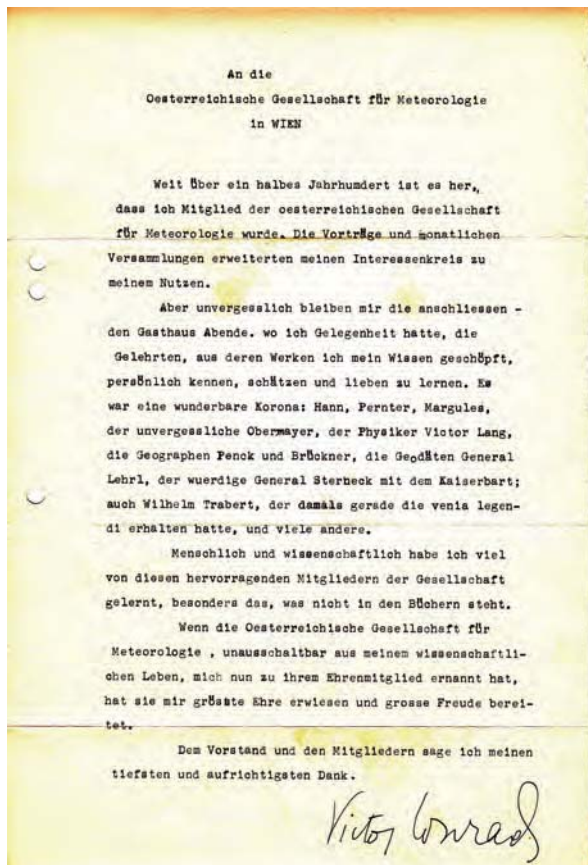 An die
Oesterreichische Gesellschaft für Meteorologie
in WIEN
Weit über ein halbes Jahrhundert ist es her,
dass ich Mitglied der oesterreichischen Gesellschaft
für Meteorologie wurde. Die Vorträge und monatlichen
Versammlungen erweiterten meinen Interessenkreis zu
meinem Nutzen.
Aber unvergesslich bleiben mir die anschliessen -
den Gasthaus Abende. wo ich Gelegenheit hatte, die
Gelehrten, aus deren Werken ich mein Wissen geschöpft,
persönlich kennen, schätzen und lieben zu lernen. Es
war eine wunderbare Korona: Hann, Pernter, Margules,
der unvergessliche Obermayer, der Physiker Victor Lang,
die Geographen Penck und Brückner, die Geodäten General
Lehrl, der wuerdige General Sterneck mit dem Kaiserbart;
auch Wilhelm Trabert, der damals gerade die venia legen-
di erhalten hatte, und viele andere.
Menschlich und wissenschaftlich habe ich viel
von diesen hervorragenden Mitgliedern der Gesellschaft
gelernt, besonders das, was nicht in den Büchern steht.
Wenn die Oesterreichische Gesellschaft für
Meteorologie , unausschaltbar aus meinem wissenschaftli-
chen Leben, mich nun zu ihrem Ehrenmitglied ernannt hat,
hat sie mir grösste Ehre erwiesen und grosse Freude berei-
tet.
Dem Vorstand und den Mitgliedern sage ich meinen
tiefsten und aufrichtigsten Dank.
Victor Conrad